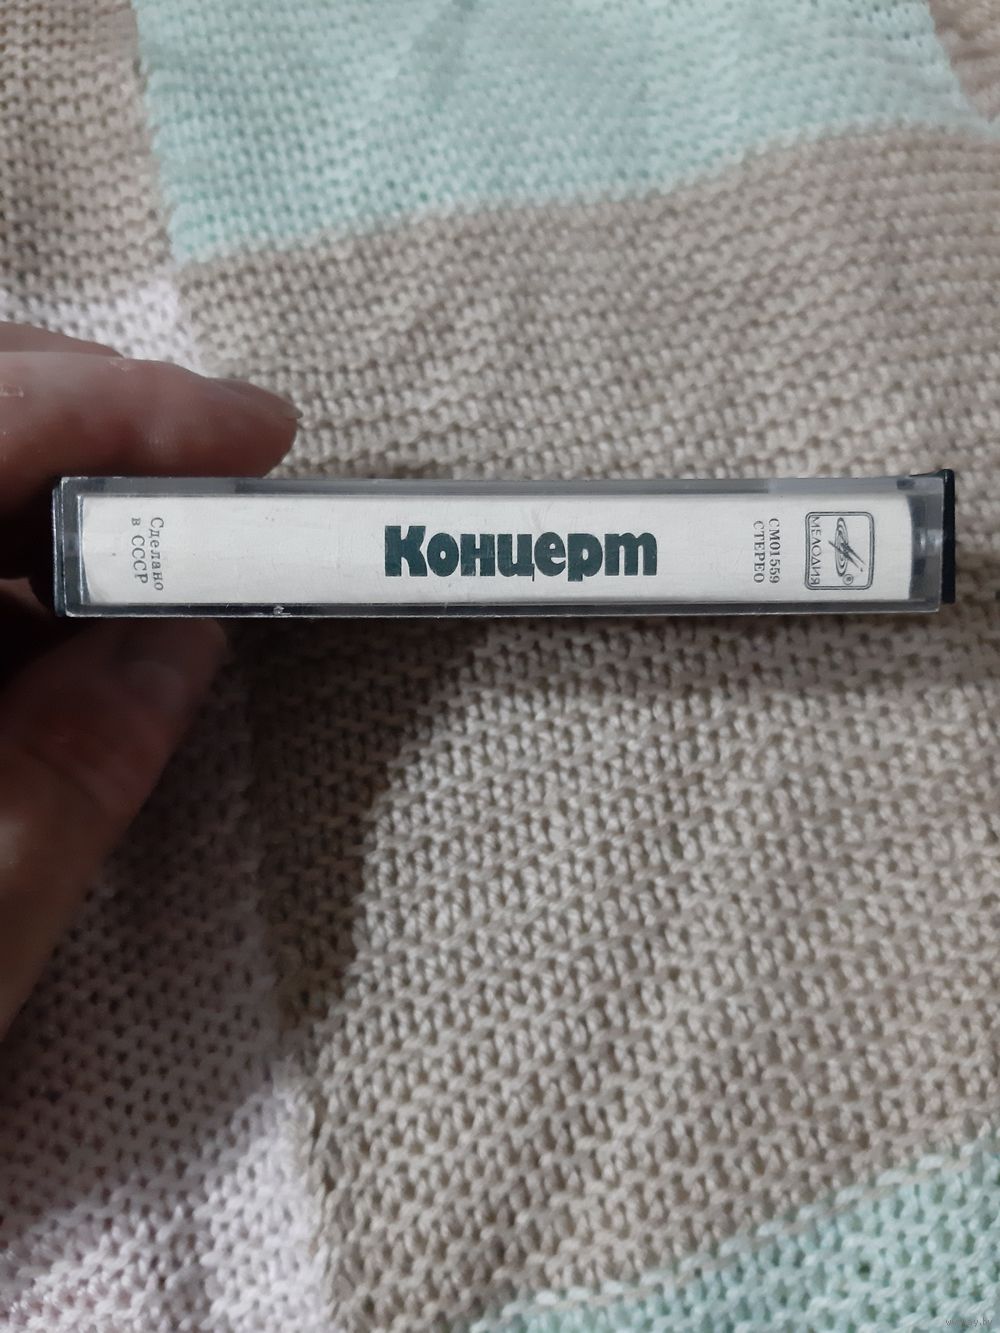 Сделано
в СССР
Концерт
СМ01559
СТЕРЕО
МЕЛОДИЯ